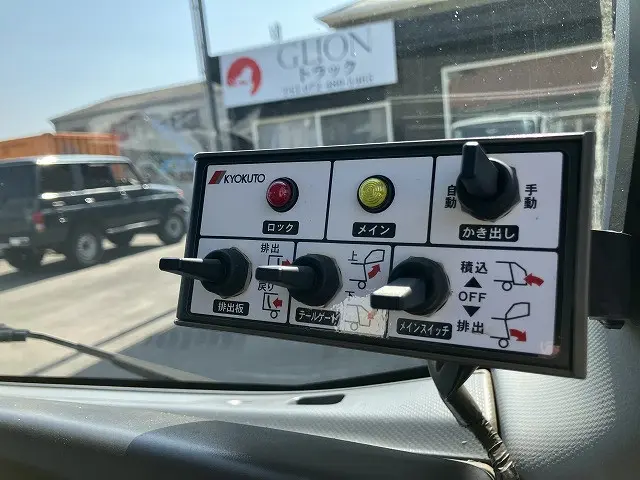 GLION
トラック
KYOKUTO
ロック
メイン
自動
手動
かき出し
排出
戻り
排出板
上
下
テールゲート
積込
OFF
排出
メインスイッチ